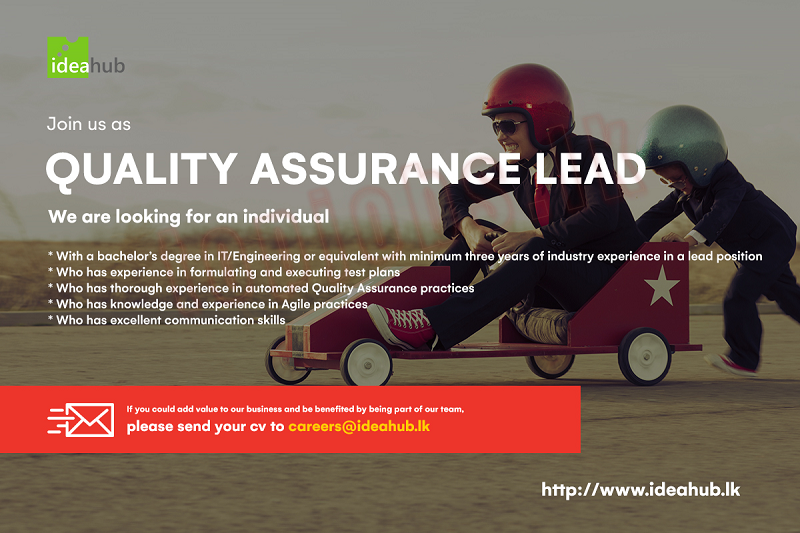 ideahub
Join us as
QUALITY ASSURANCE LEAD
We are looking for an individual
* With a bachelor's degree in IT/Engineering or equivalent with minimum three years of industry experience in a lead position
* Who has experience in formulating and executing test plans
* Who has thorough experience in automated Quality Assurance practices
* Who has knowledge and experience in Agile practices
* Who has excellent communication skills
If you could add value to our business and be benefited by being part of our team,
please send your cv to careers@ideahub.lk
http://www.ideahub.lk